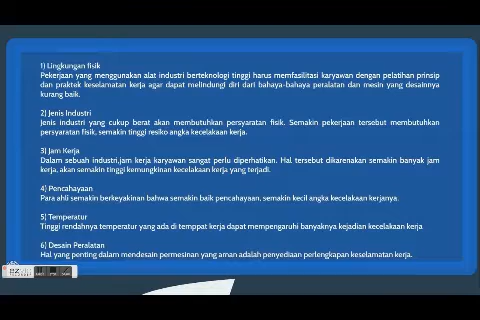 1) Lingkungan fisik
Pekerjaan yang menggunakan alat industri berteknologi tinggi harus memfasilitasi karyawan dengan pelatihan prinsip
dan praktek keselamatan kerja agar dapat melindungi diri dari bahaya-bahaya peralatan dan mesin yang desainnya
kurang baik.
2) Jenis Industri
Jenis industri yang cukup berat akan membutuhkan persyaratan fisik. Semakin pekerjaan tersebut membutuhkan
persyaratan fisik, semakin tinggi resiko angka kecelakaan kerja.
3) Jam Kerja
Dalam sebuah industri,jam kerja karyawan sangat perlu diperhatikan. Hal tersebut dikarenakan semakin banyak jam
kerja, akan semakin tinggi kemungkinan kecelakaan kerja yang terjadi.
4) Pencahayaan
Para ahli semakin berkeyakinan bahwa semakin baik pencahayaan, semakin kecil angka kecelakaan kerjanya.
5) Temperatur
Tinggi rendahnya temperatur yang ada di temppat kerja dapat mempengaruhi banyaknya kejadian kecelakaan kerja
6) Desain Peralatan
Hal yang penting dalam mendesain permesinan yang aman adalah penyediaan perlengkapan keselamatan kerja.